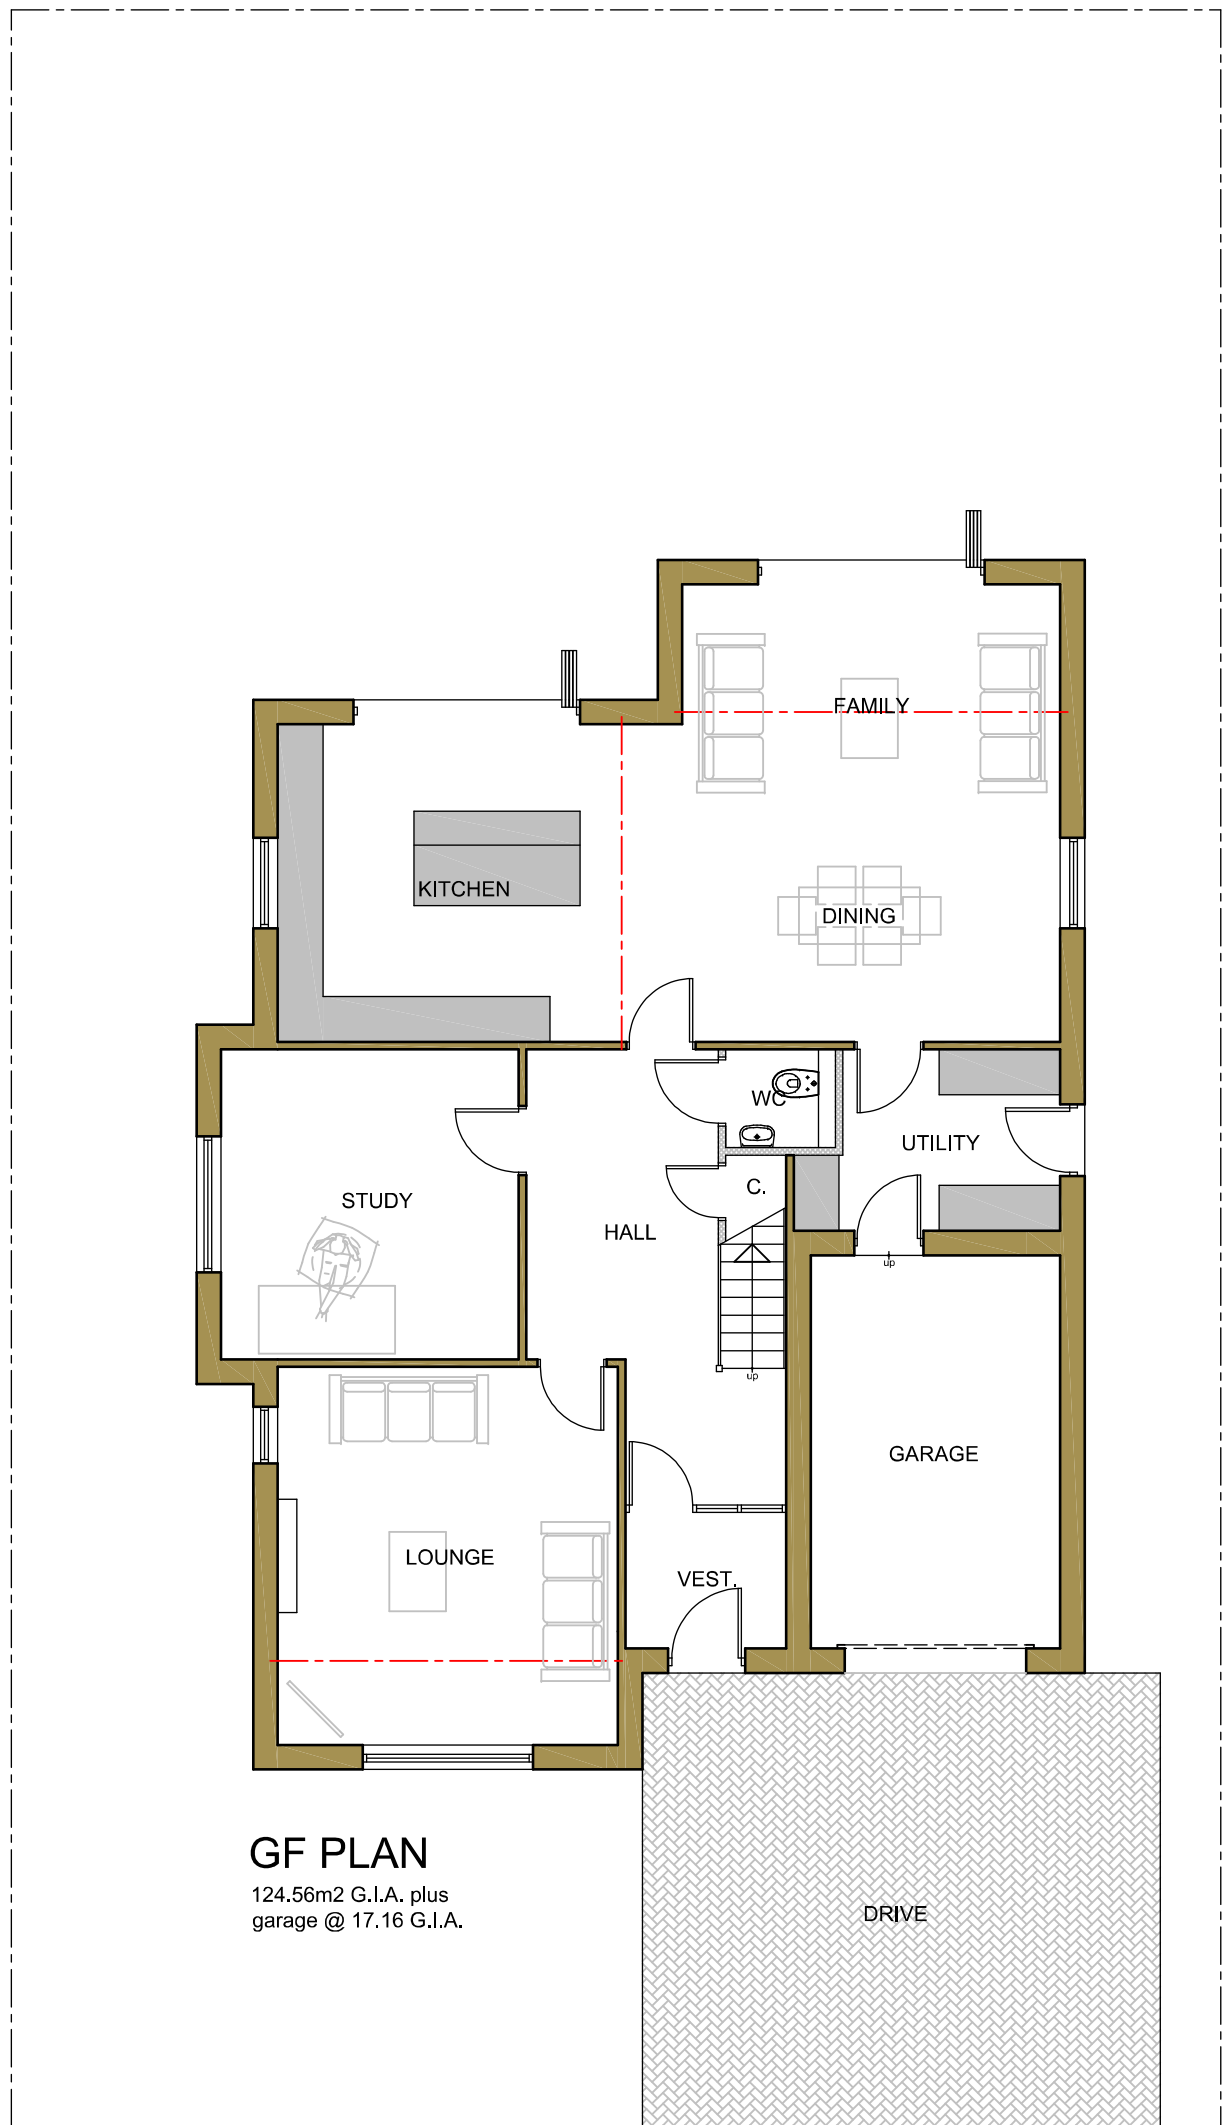 FAMILY
KITCHEN
DINING
WC
UTILITY
C.
STUDY
HALL
up
up
GARAGE
LOUNGE
VEST.
GF PLAN
124.56m2 G.I.A. plus
garage @ 17.16 G.I.A.
DRIVE